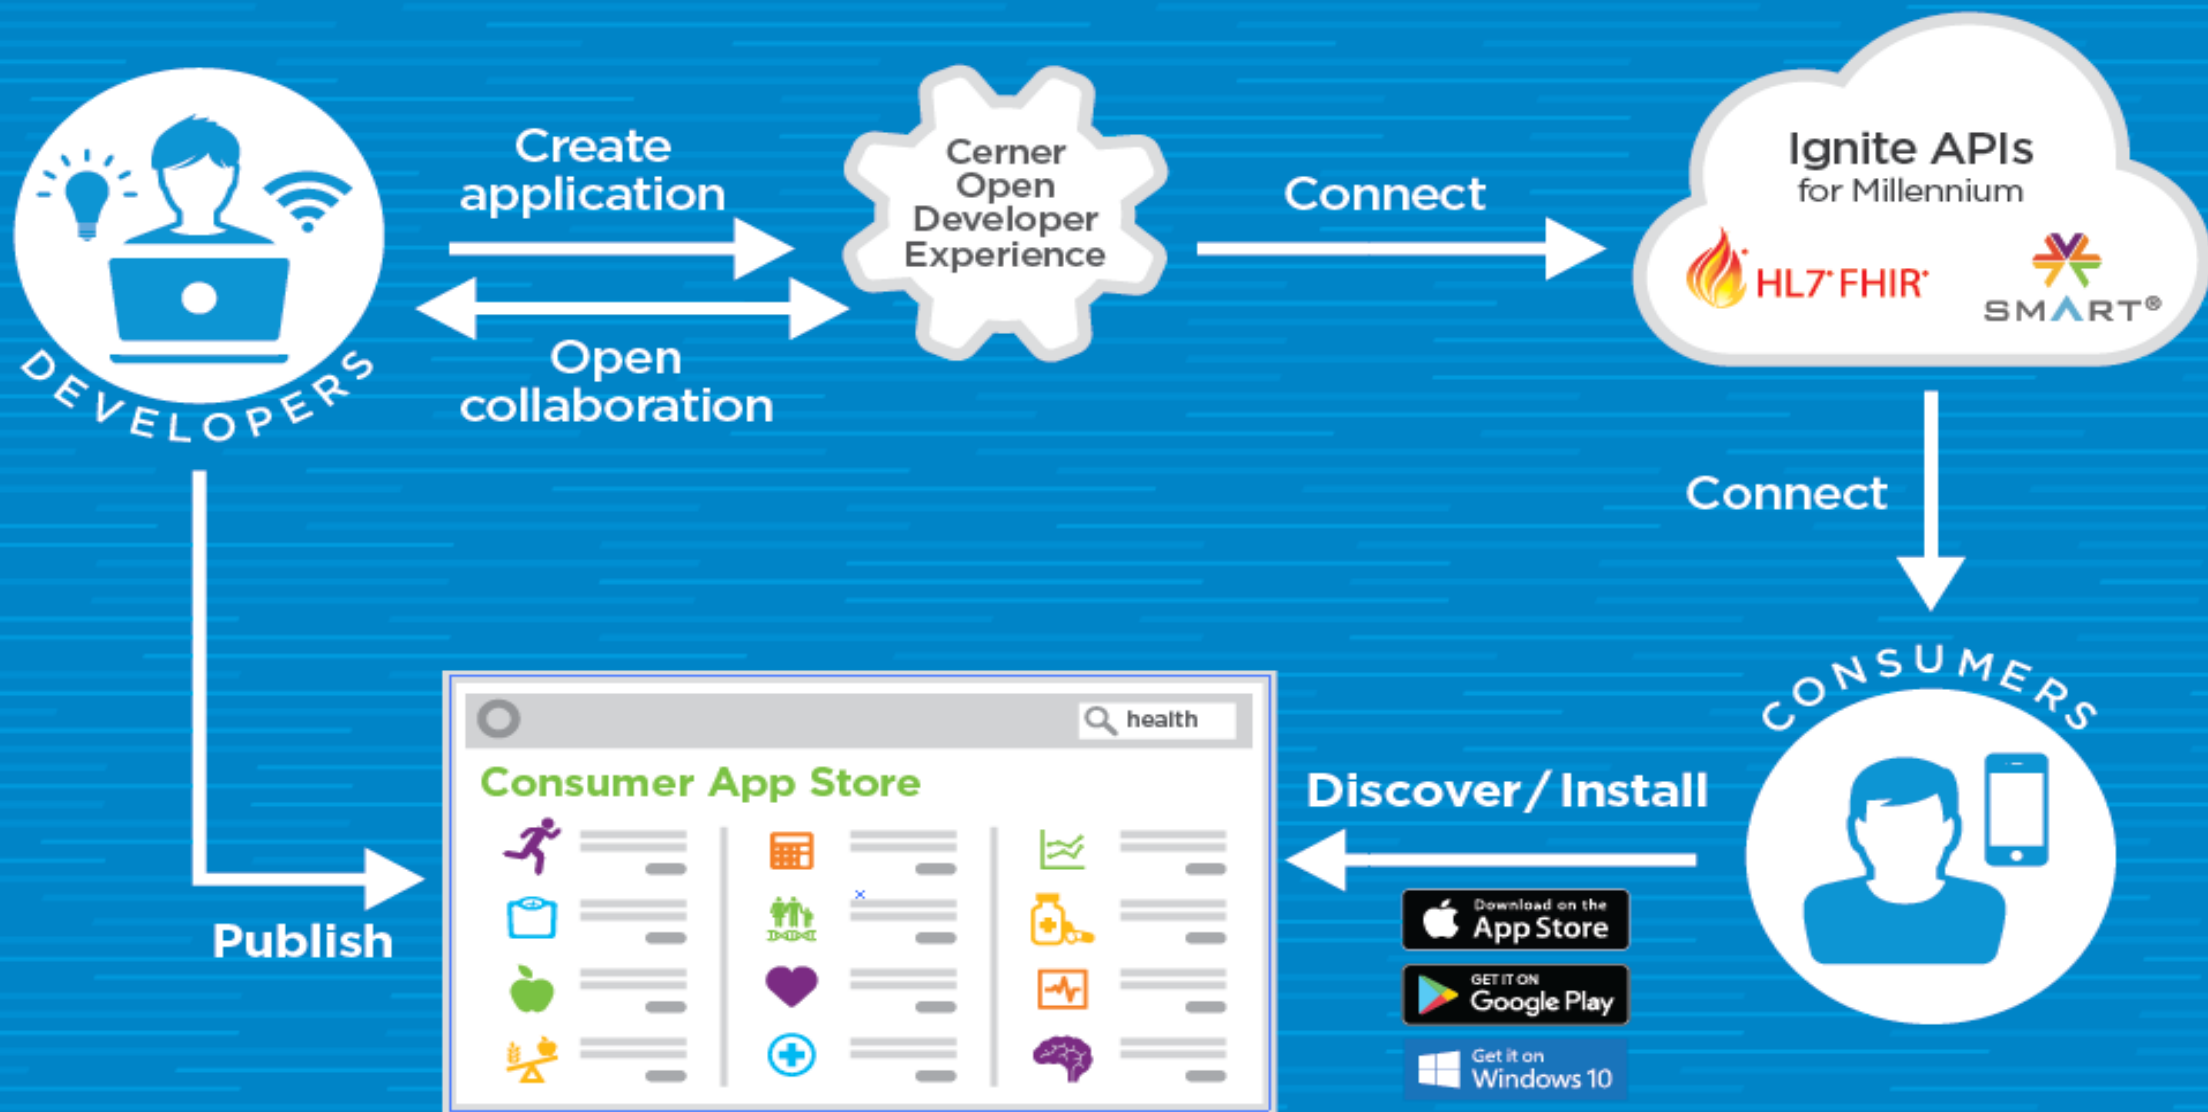 Create
application
Cerner
Open
Developer
Experience
Connect
Ignite APIs
for Millennium
HL7® FHIR®
SMART®
Open
collaboration
DEVELOPERS
Connect
CONSUMERS
health
Consumer App Store
Discover/Install
Publish
Download on the
App Store
GET IT ON
Google Play
Get it on
Windows 10